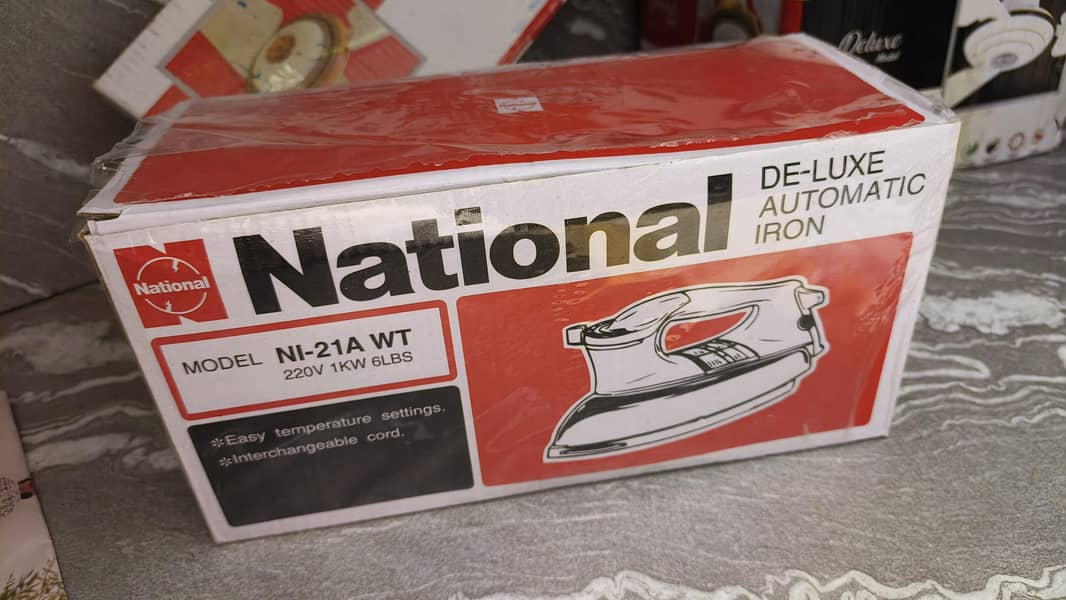 Deluxe
National
National
DE-LUXE
AUTOMATIC
IRON
MODEL NI-21A WT
220V 1KW 6LBS
*Easy temperature settings.
*Interchangeable cord.